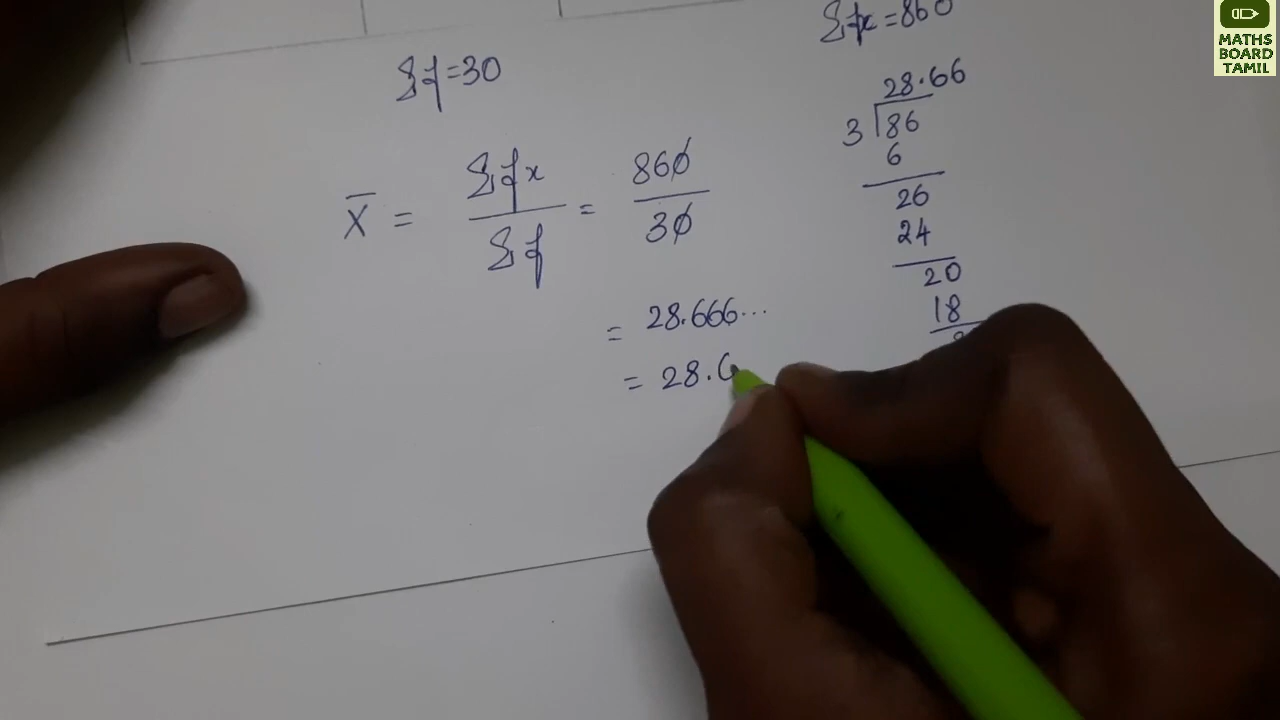 Σfx = 860
Σf = 30
28.66
3 86
6
26
24
20
18
X̄ = Σfx / Σf = 860 / 30
= 28.666...
= 28.6
MATHS
BOARD
TAMIL